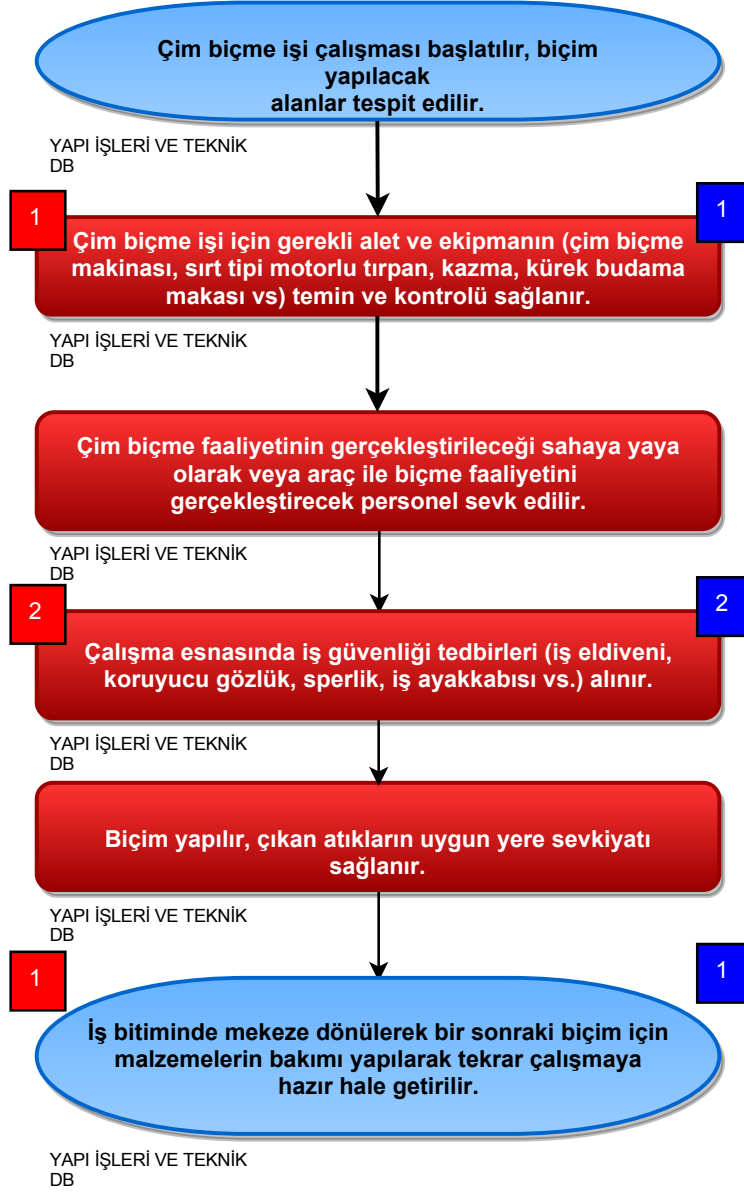 Çim biçme işi çalışması başlatılır, biçim
yapılacak
alanlar tespit edilir.
YAPI İŞLERİ VE TEKNİK
DB
1
1
Çim biçme işi için gerekli alet ve ekipmanın (çim biçme
makinası, sırt tipi motorlu tırpan, kazma, kürek budama
makası vs) temin ve kontrolü sağlanır.
YAPI İŞLERİ VE TEKNİK
DB
Çim biçme faaliyetinin gerçekleştirileceği sahaya yaya
olarak veya araç ile biçme faaliyetini
gerçekleştirecek personel sevk edilir.
YAPI İŞLERİ VE TEKNİK
DB
2
2
Çalışma esnasında iş güvenliği tedbirleri (iş eldiveni,
koruyucu gözlük, sperlik, iş ayakkabısı vs.) alınır.
YAPI İŞLERİ VE TEKNİK
DB
Biçim yapılır, çıkan atıkların uygun yere sevkiyatı
sağlanır.
YAPI İŞLERİ VE TEKNİK
DB
1
1
İş bitiminde mekeze dönülerek bir sonraki biçim için
malzemelerin bakımı yapılarak tekrar çalışmaya
hazır hale getirilir.
YAPI İŞLERİ VE TEKNİK
DB